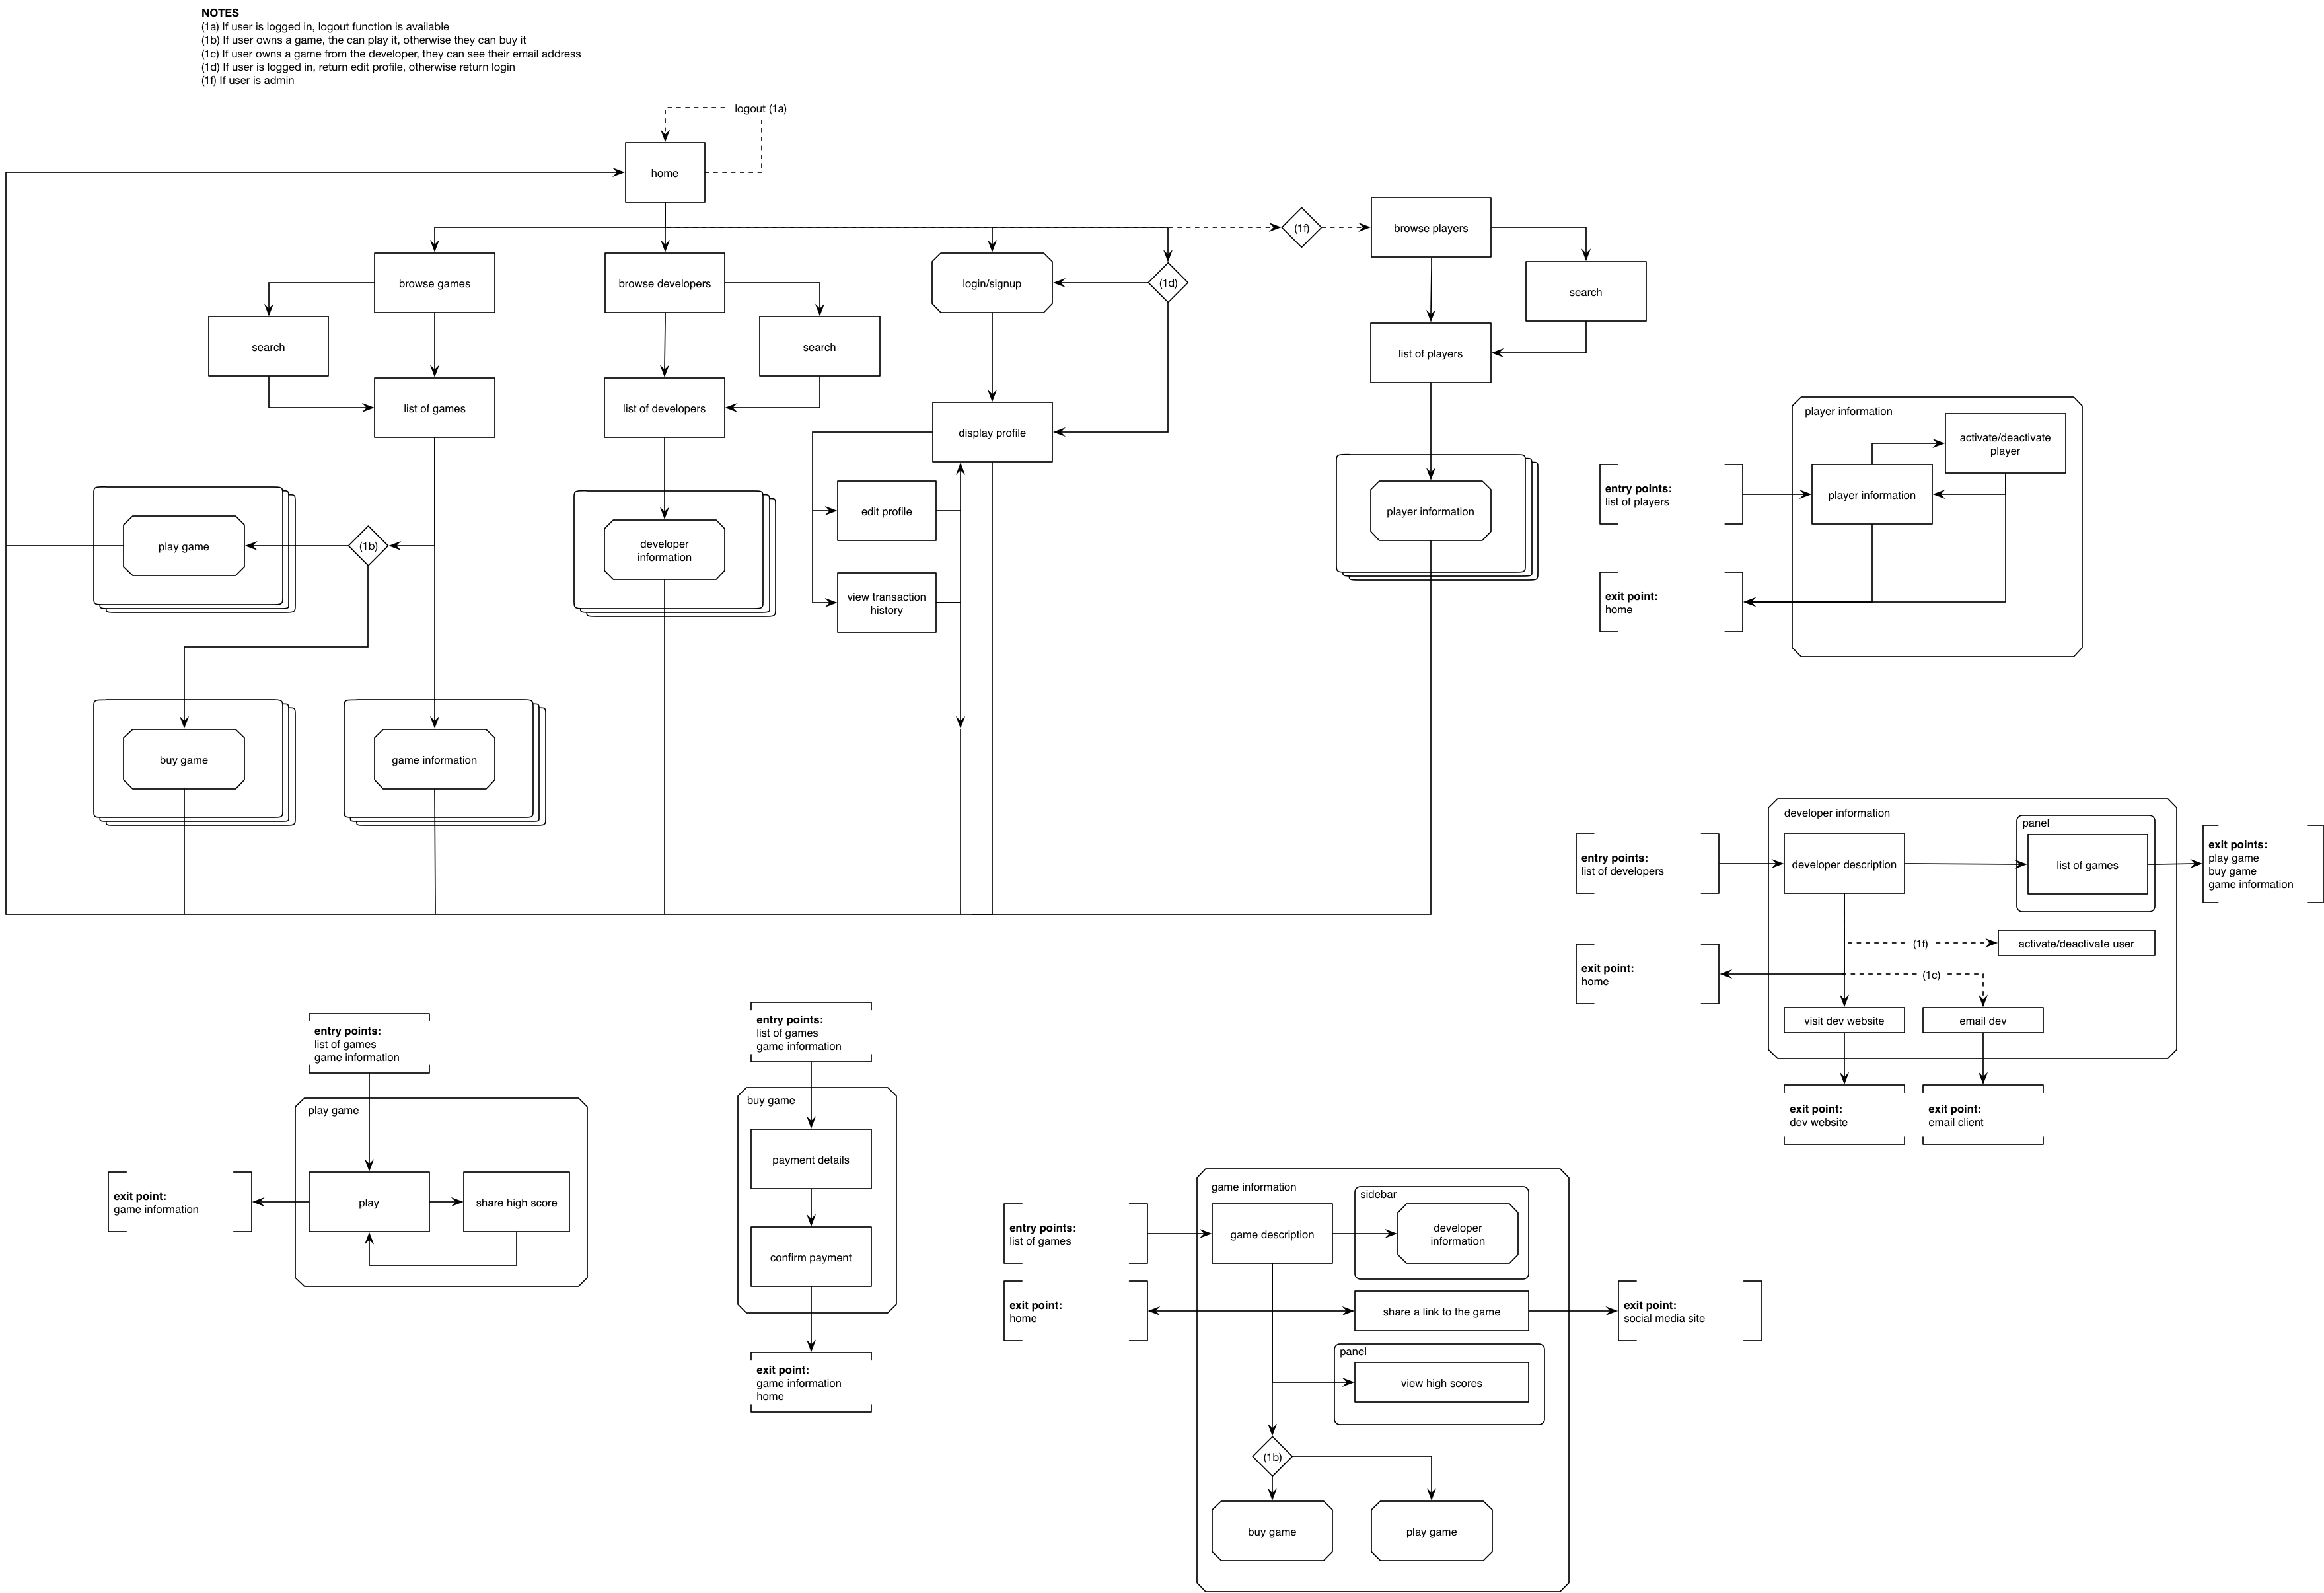 NOTES
(1a) If user is logged in, logout function is available
(1b) If user owns a game, the can play it, otherwise they can buy it
(1c) If user owns a game from the developer, they can see their email address
(1d) If user is logged in, return edit profile, otherwise return login
(1f) If user is admin
logout (1a)
home
(1f)
browse players
browse games
browse developers
login/signup
(1d)
search
search
search
list of players
list of games
list of developers
display profile
player information
activate/deactivate
player
player information
entry points:
list of players
edit profile
player information
play game
(1b)
developer
information
view transaction
history
exit point:
home
buy game
game information
developer information
panel
entry points:
list of developers
developer description
list of games
exit points:
play game
buy game
game information
(1f)
activate/deactivate user
exit point:
home
(1c)
visit dev website
email dev
exit point:
dev website
exit point:
email client
entry points:
list of games
game information
play game
exit point:
game information
play
share high score
entry points:
list of games
game information
buy game
payment details
confirm payment
exit point:
game information
home
game information
sidebar
entry points:
list of games
game description
developer
information
exit point:
home
share a link to the game
exit point:
social media site
panel
view high scores
(1b)
buy game
play game